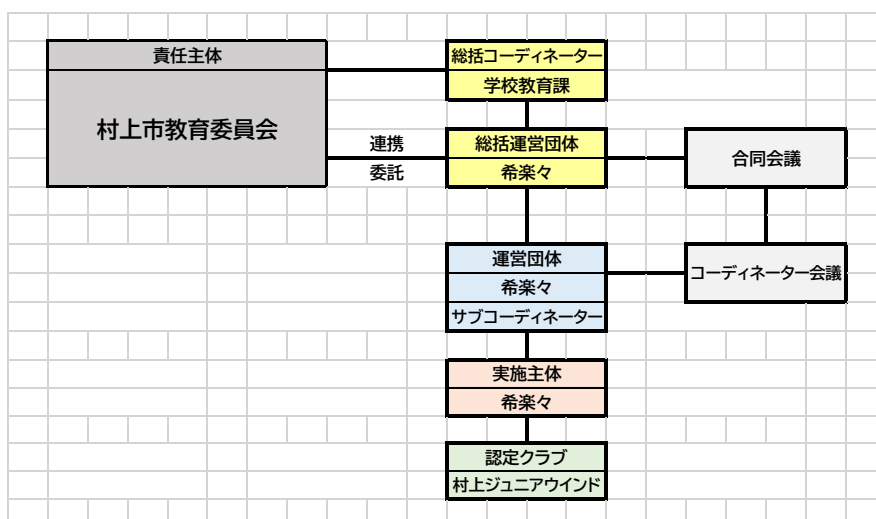 責任主体
村上市教育委員会
総括コーディネーター
学校教育課
連携
委託
総括運営団体
希楽々
合同会議
運営団体
希楽々
サブコーディネーター
コーディネーター会議
実施主体
希楽々
認定クラブ
村上ジュニアウインド